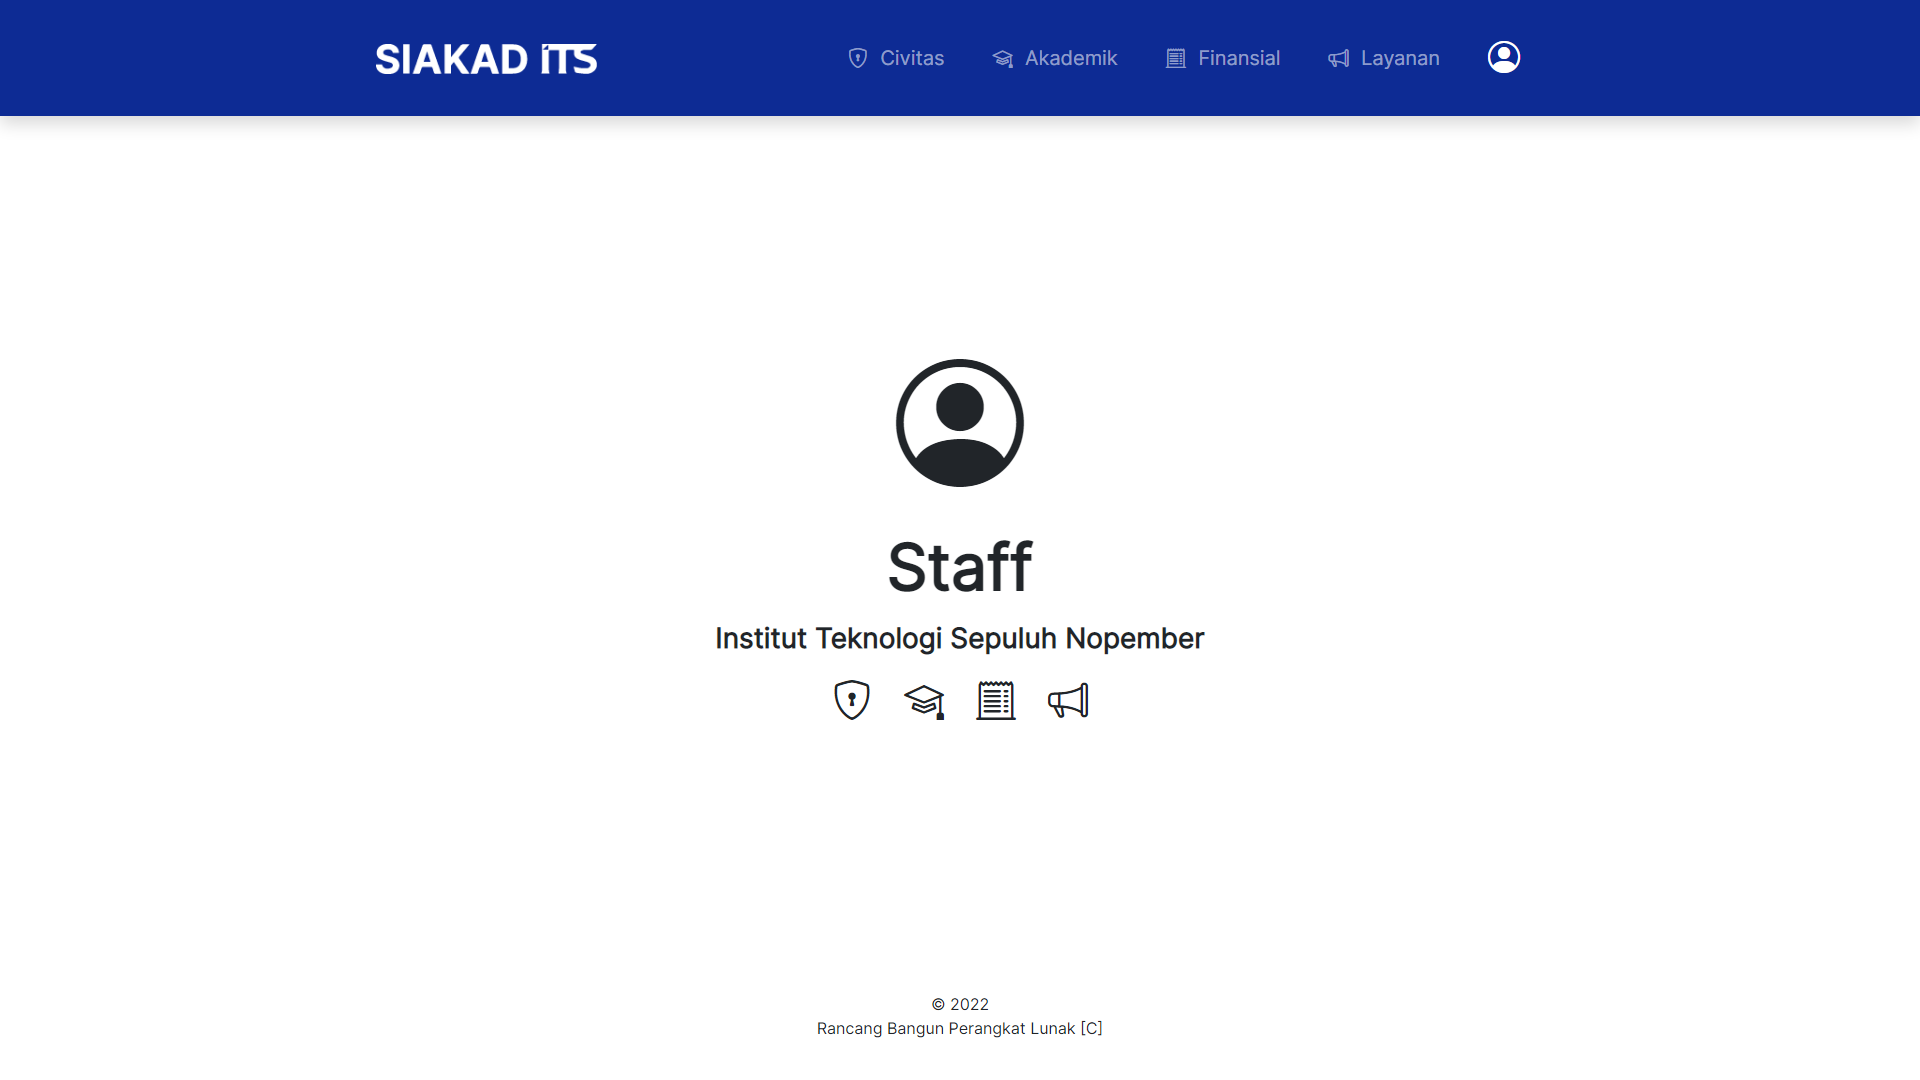 SIAKAD ITS
Civitas
Akademik
Finansial
Layanan
Staff
Institut Teknologi Sepuluh Nopember
© 2022
Rancang Bangun Perangkat Lunak [C]